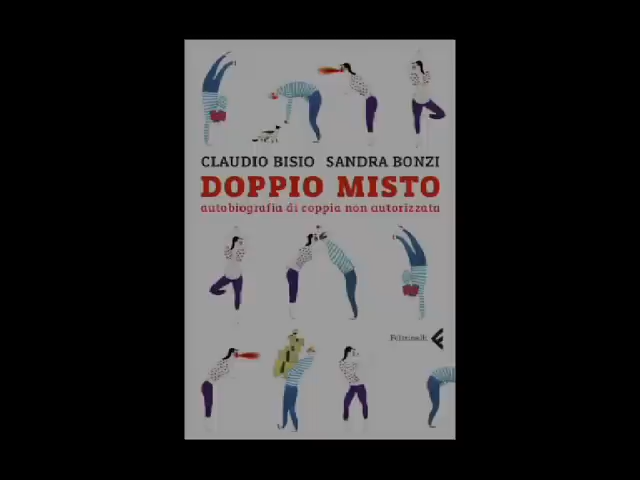 CLAUDIO BISIO SANDRA BONZI
DOPPIO MISTO
autobiografia di coppia non autorizzata
Feltrinelli